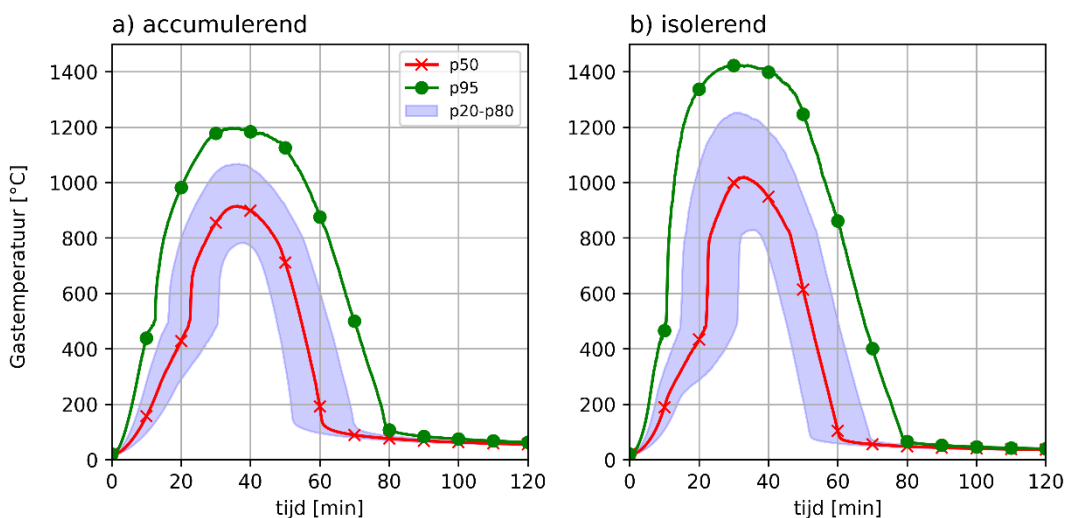 a) accumulerend
b) isolerend
Gastemperatuur [°C]
1400
1200
1000
800
600
400
200
0
p50
p95
p20-p80
0 20 40 60 80 100 120
tijd [min]
1400
1200
1000
800
600
400
200
0
0 20 40 60 80 100 120
tijd [min]